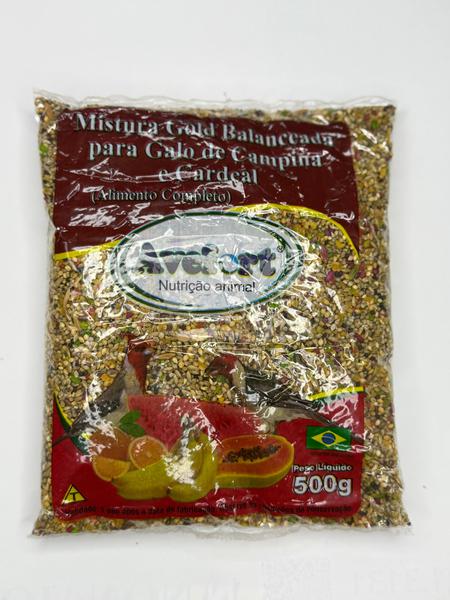 Mistura Gold Balanceada
para Galo de Campina
e Cardeal
(Alimento Completo)
Avefort
Nutrição animal
Peso Líquido
500g
T